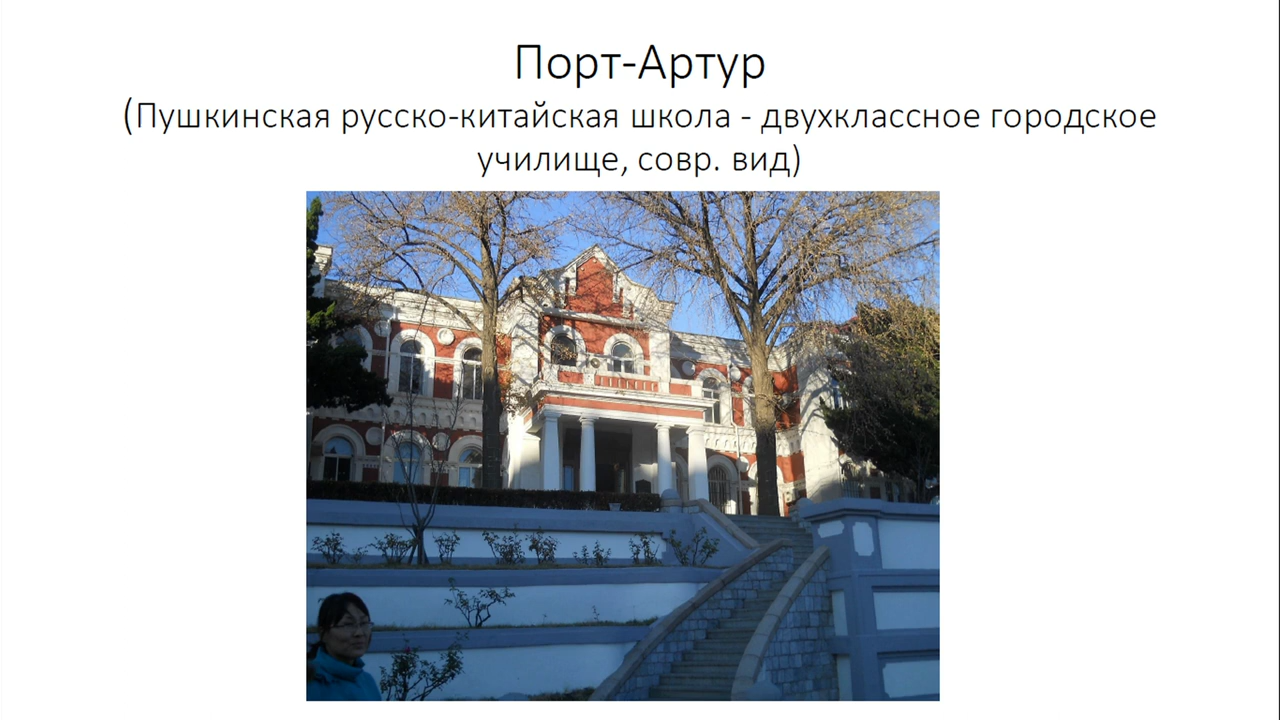 Порт-Артур
(Пушкинская русско-китайская школа - двухклассное городское
училище, совр. вид)